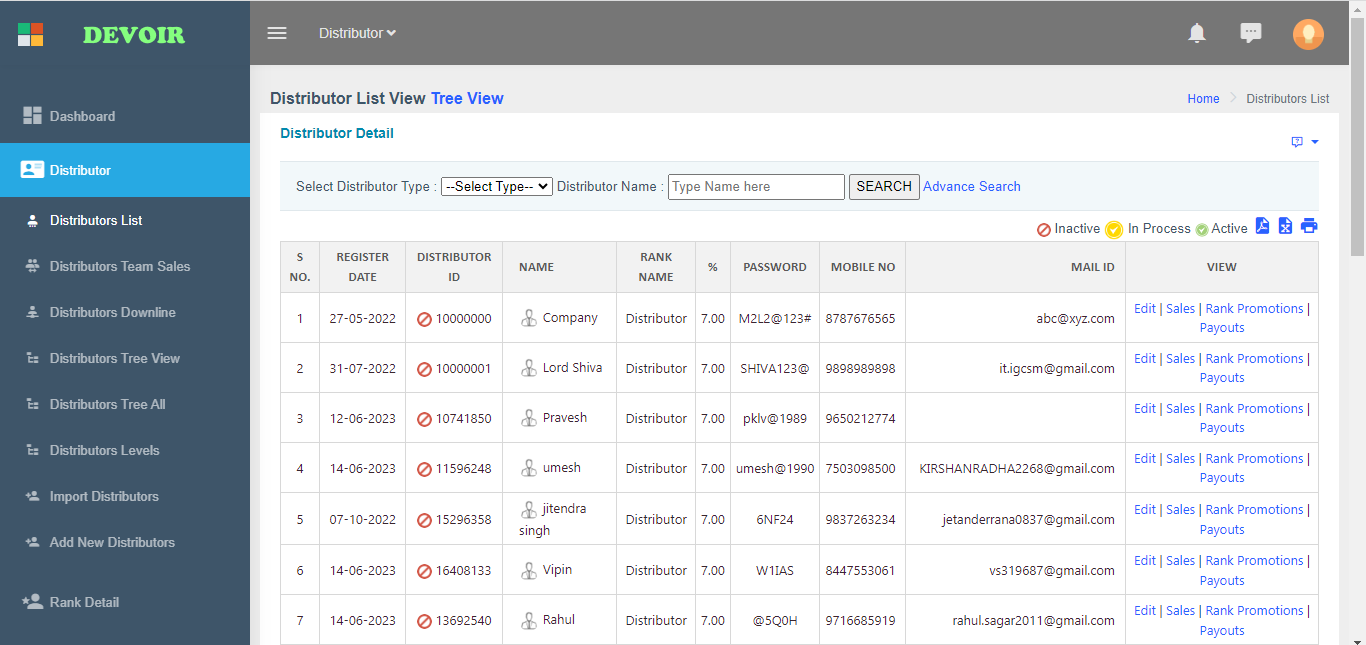 DEVOIR
Distributor
Dashboard
Distributor
Distributors List
Distributors Team Sales
Distributors Downline
Distributors Tree View
Distributors Tree All
Distributors Levels
Import Distributors
Add New Distributors
Rank Detail
Distributor List View Tree View
Home Distributors List
Distributor Detail
Select Distributor Type : --Select Type-- Distributor Name : Type Name here SEARCH Advance Search
Inactive In Process Active
S NO. REGISTER DATE DISTRIBUTOR ID NAME RANK NAME % PASSWORD MOBILE NO MAIL ID VIEW
1 27-05-2022 10000000 Company Distributor 7.00 M2L2@123# 8787676565 abc@xyz.com Edit | Sales | Rank Promotions |
Payouts
2 31-07-2022 10000001 Lord Shiva Distributor 7.00 SHIVA123@ 9898989898 it.igcsm@gmail.com Edit | Sales | Rank Promotions |
Payouts
3 12-06-2023 10741850 Pravesh Distributor 7.00 pklv@1989 9650212774 Edit | Sales | Rank Promotions |
Payouts
4 14-06-2023 11596248 umesh Distributor 7.00 umesh@1990 7503098500 KIRSHANRADHA2268@gmail.com Edit | Sales | Rank Promotions |
Payouts
5 07-10-2022 15296358 jitendra singh Distributor 7.00 6NF24 9837263234 jetanderrana0837@gmail.com Edit | Sales | Rank Promotions |
Payouts
6 14-06-2023 16408133 Vipin Distributor 7.00 W1IAS 8447553061 vs319687@gmail.com Edit | Sales | Rank Promotions |
Payouts
7 14-06-2023 13692540 Rahul Distributor 7.00 @5Q0H 9716685919 rahul.sagar2011@gmail.com Edit | Sales | Rank Promotions |
Payouts